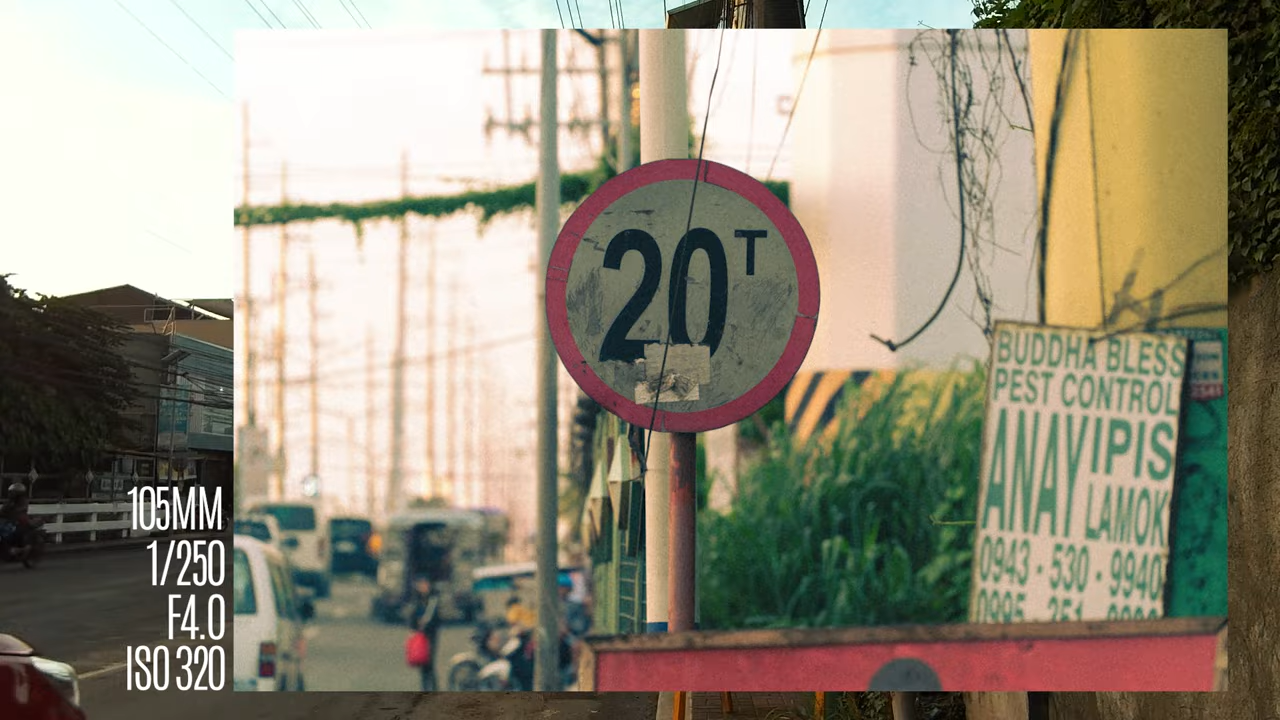 20T
BUDDHA BLESS
PEST CONTROL
ANAY IPIS
LAMOK
0943 - 530 - 9940
105MM
1/250
F4.0
ISO 320